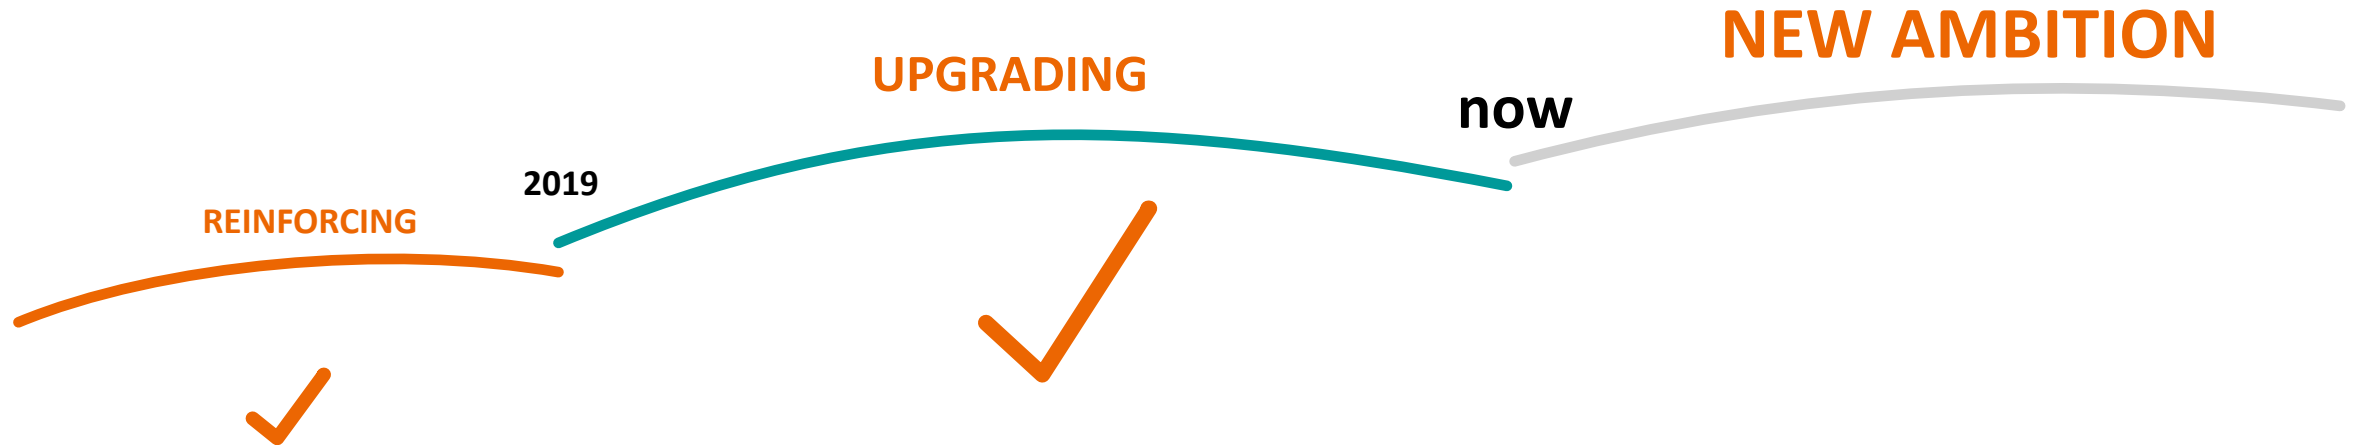 REINFORCING
2019
UPGRADING
now
NEW AMBITION